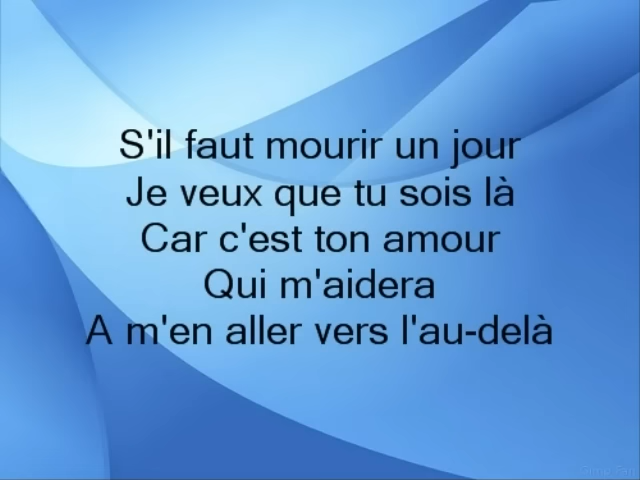 S'il faut mourir un jour
Je veux que tu sois là
Car c'est ton amour
Qui m'aidera
A m'en aller vers l'au-delà